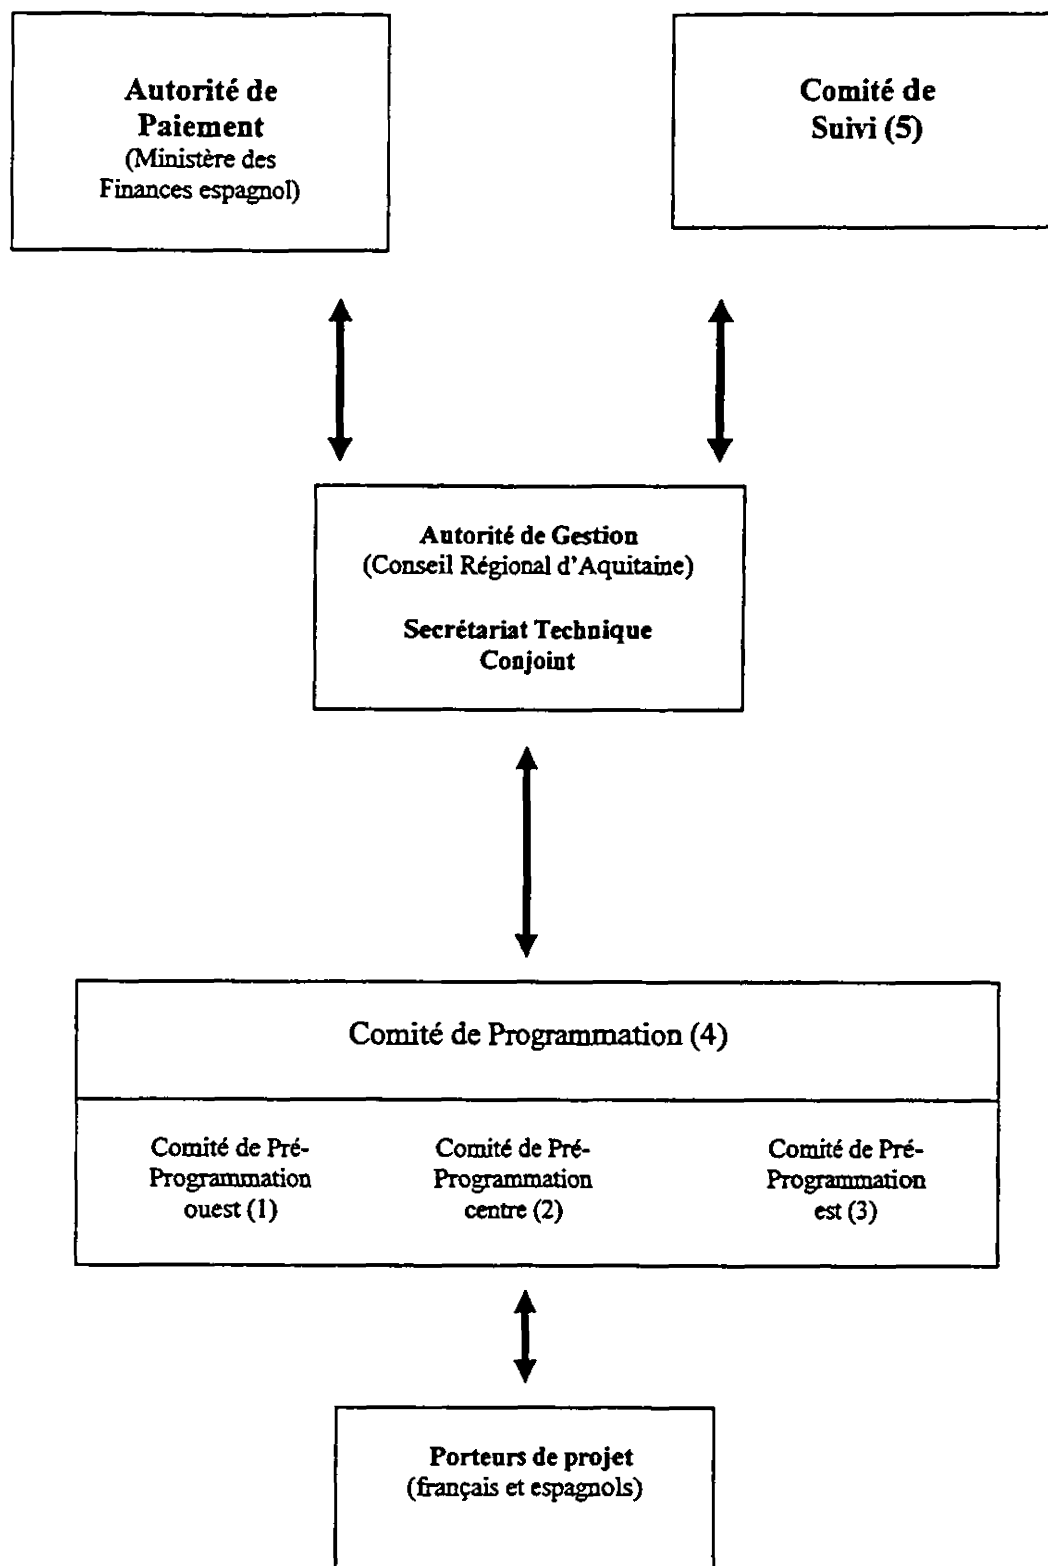 Autorité de
Paiement
(Ministère des
Finances espagnol)
Comité de
Suivi (5)
Autorité de Gestion
(Conseil Régional d'Aquitaine)
Secrétariat Technique
Conjoint
Comité de Programmation (4)
Comité de Pré-
Programmation
ouest (1)
Comité de Pré-
Programmation
centre (2)
Comité de Pré-
Programmation
est (3)
Porteurs de projet
(français et espagnols)